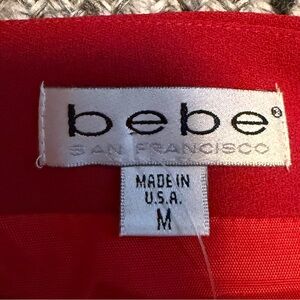 bebe®
SAN FRANCISCO
MADE IN
U.S.A.
M